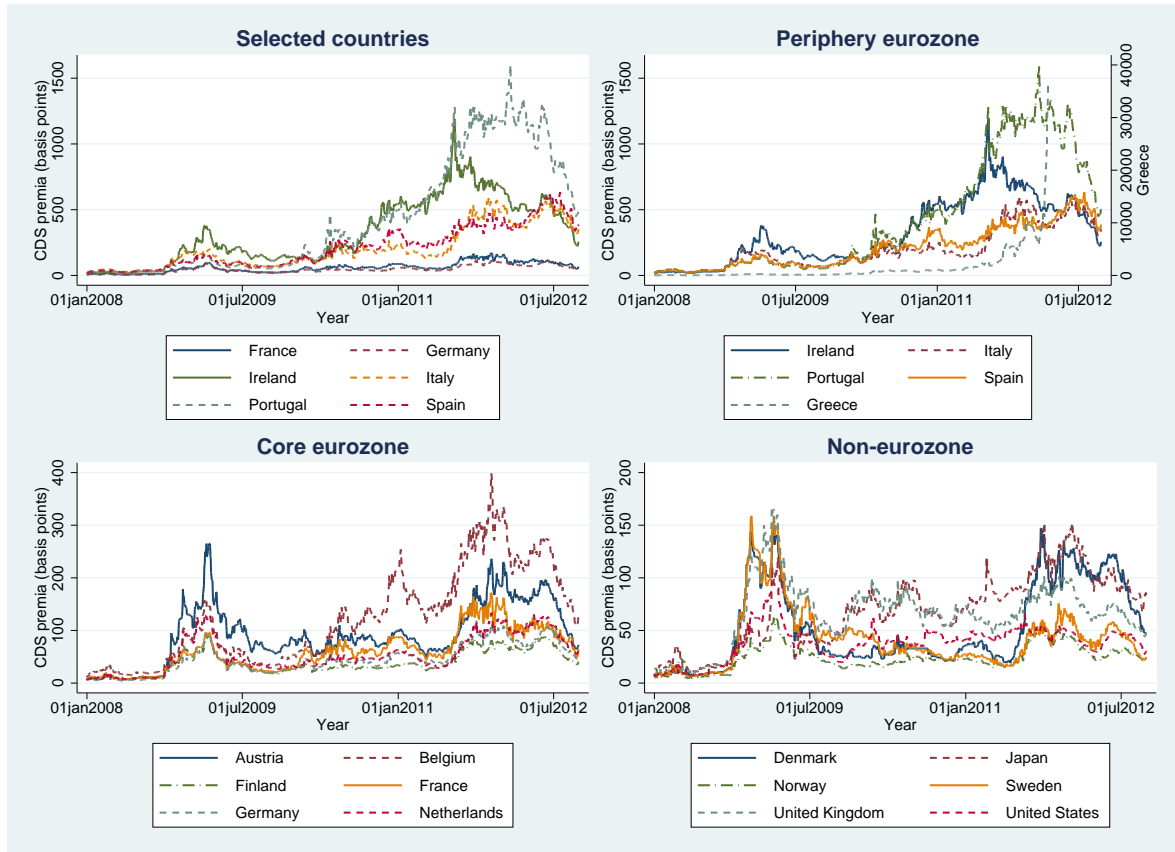 Selected countries
CDS premia (basis points)
1500
1000
500
0
01jan2008 01jul2009 01jan2011 01jul2012
Year
France Germany
Ireland Italy
Portugal Spain
Periphery eurozone
CDS premia (basis points)
1500
1000
500
0
40000
30000
20000
10000
0
Greece
01jan2008 01jul2009 01jan2011 01jul2012
Year
Ireland Italy
Portugal Spain
Greece
Core eurozone
CDS premia (basis points)
400
300
200
100
0
01jan2008 01jul2009 01jan2011 01jul2012
Year
Austria Belgium
Finland France
Germany Netherlands
Non-eurozone
CDS premia (basis points)
200
150
100
50
0
01jan2008 01jul2009 01jan2011 01jul2012
Year
Denmark Japan
Norway Sweden
United Kingdom United States